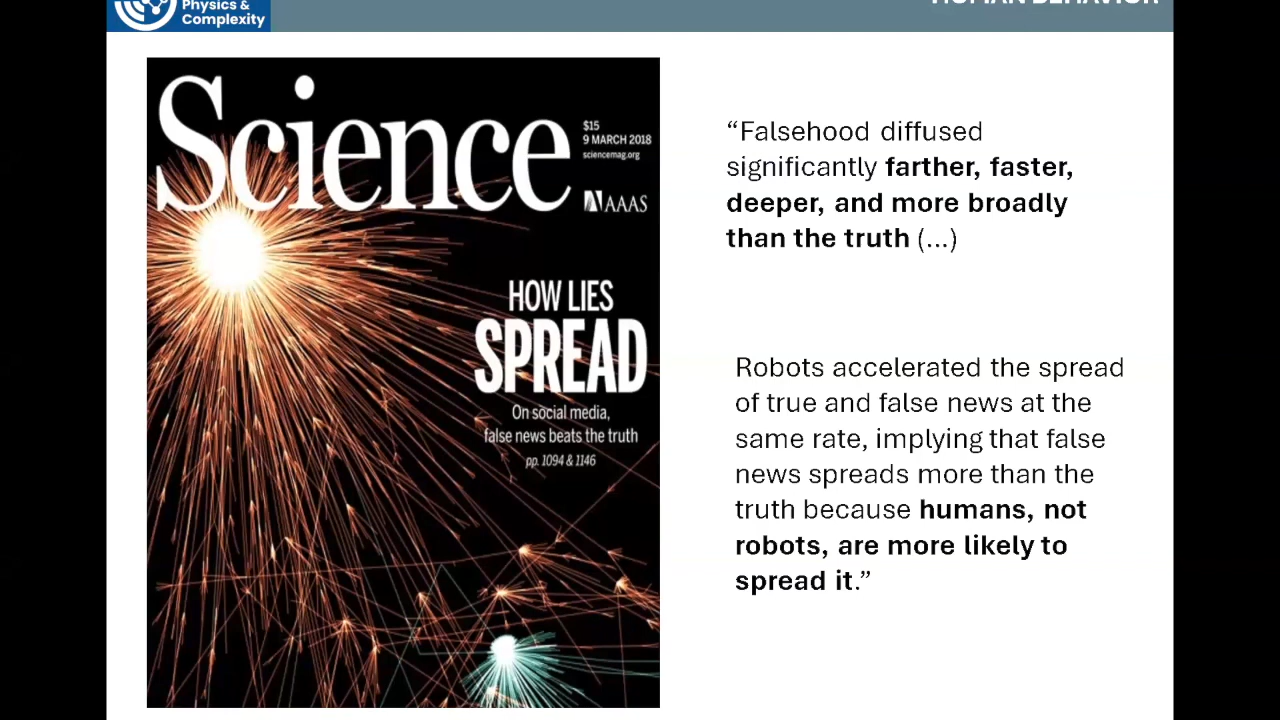 Physics &
Complexity
HUMAN BEHAVIOR
Science
$15
9 MARCH 2018
sciencemag.org
AAAS
HOW LIES
SPREAD
On social media,
false news beats the truth
pp. 1094 & 1146
“Falsehood diffused
significantly farther, faster,
deeper, and more broadly
than the truth (...)
Robots accelerated the spread
of true and false news at the
same rate, implying that false
news spreads more than the
truth because humans, not
robots, are more likely to
spread it.”